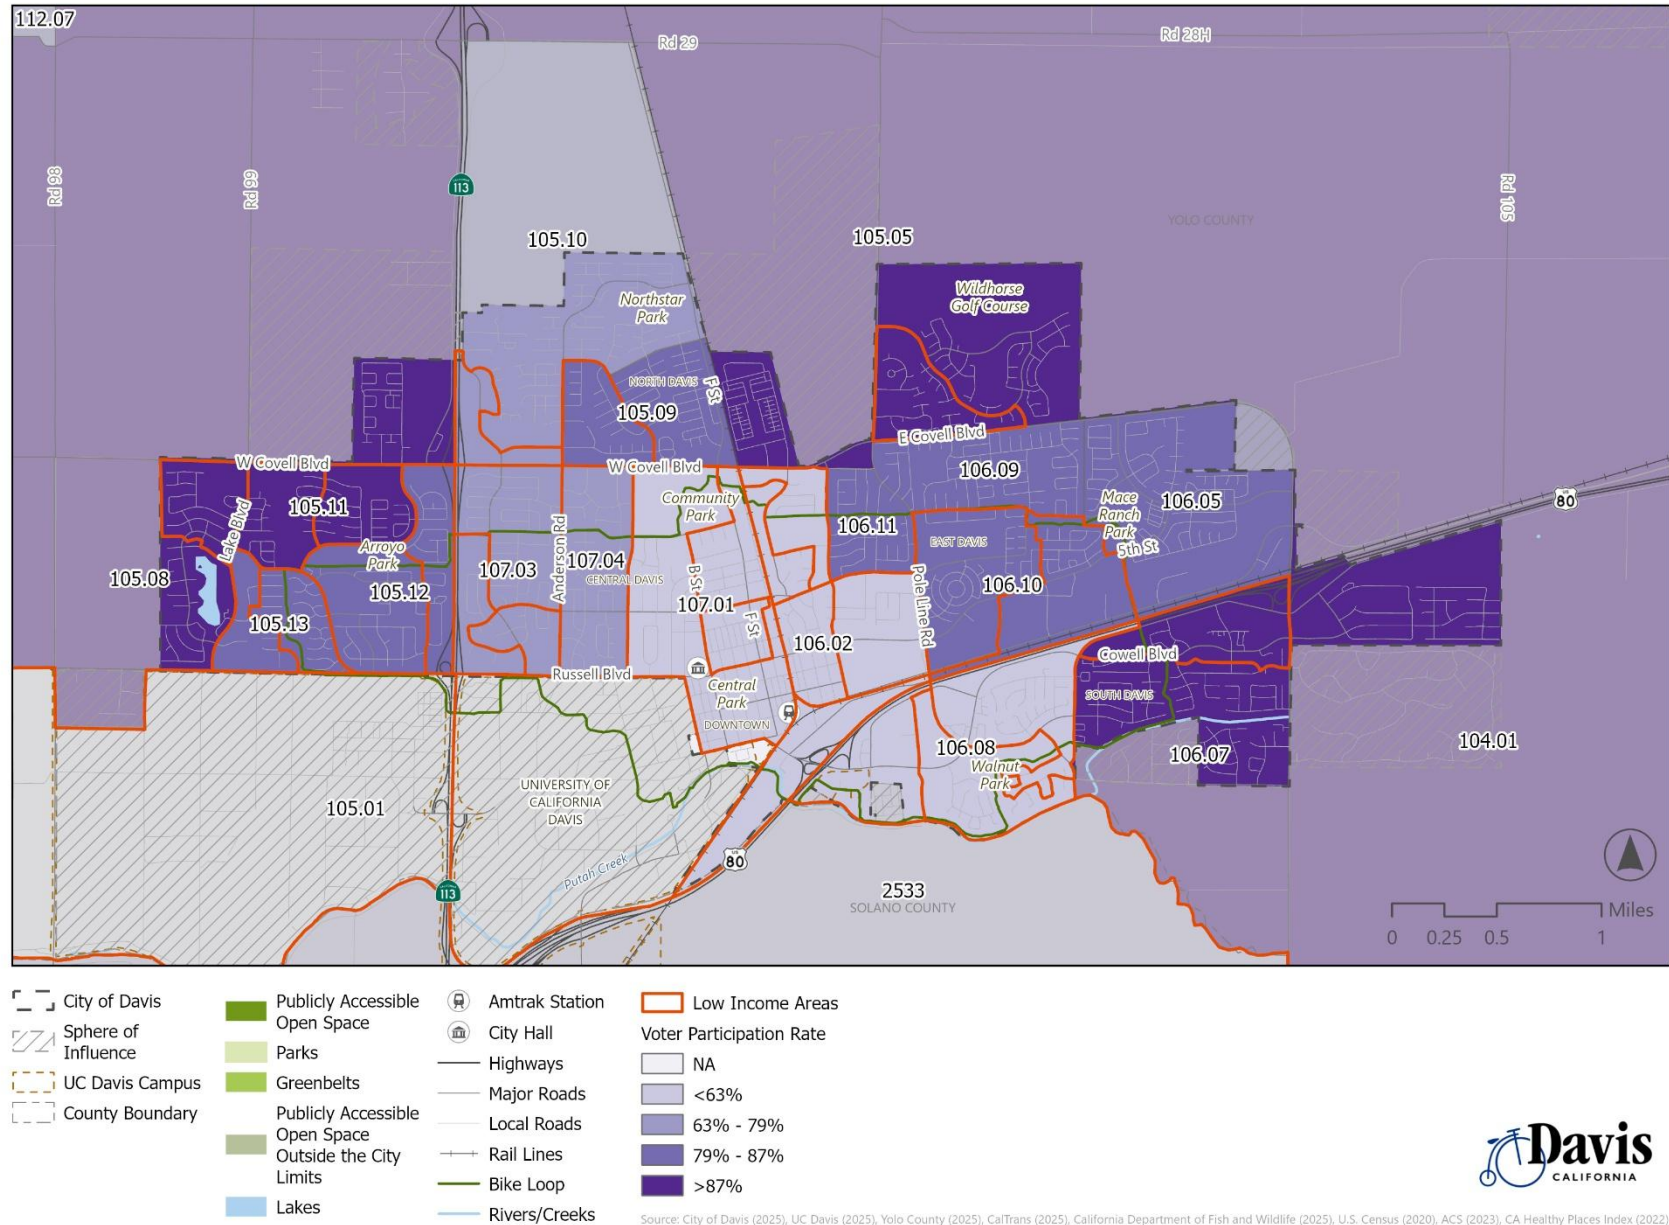 112.07
Rd 29
Rd 28H
Rd 98
Rd 99
113
Rd 105
YOLO COUNTY
105.10
105.05
Northstar
Park
Wildhorse
Golf Course
NORTH DAVIS
F St
105.09
E Covell Blvd
W Covell Blvd
W Covell Blvd
106.09
Community
Park
Mace
Ranch
Park
106.05
80
105.11
Lake Blvd
Anderson Rd
106.11
Arroyo
Park
EAST DAVIS
5th St
105.08
107.03
107.04
CENTRAL DAVIS
B St
107.01
F St
Pole Line Rd
106.10
105.12
105.13
106.02
Russell Blvd
Cowell Blvd
Central
Park
DOWNTOWN
SOUTH DAVIS
106.08
Walnut
Park
106.07
104.01
105.01
UNIVERSITY OF
CALIFORNIA
DAVIS
Putah Creek
US
80
113
2533
SOLANO COUNTY
Miles
0 0.25 0.5 1
City of Davis
Sphere of
Influence
UC Davis Campus
County Boundary
Publicly Accessible
Open Space
Parks
Greenbelts
Publicly Accessible
Open Space
Outside the City
Limits
Lakes
Amtrak Station
City Hall
Highways
Major Roads
Local Roads
Rail Lines
Bike Loop
Rivers/Creeks
Low Income Areas
Voter Participation Rate
NA
<63%
63% - 79%
79% - 87%
>87%
Davis
CALIFORNIA
Source: City of Davis (2025), UC Davis (2025), Yolo County (2025), CalTrans (2025), California Department of Fish and Wildlife (2025), U.S. Census (2020), ACS (2023), CA Healthy Places Index (2022)